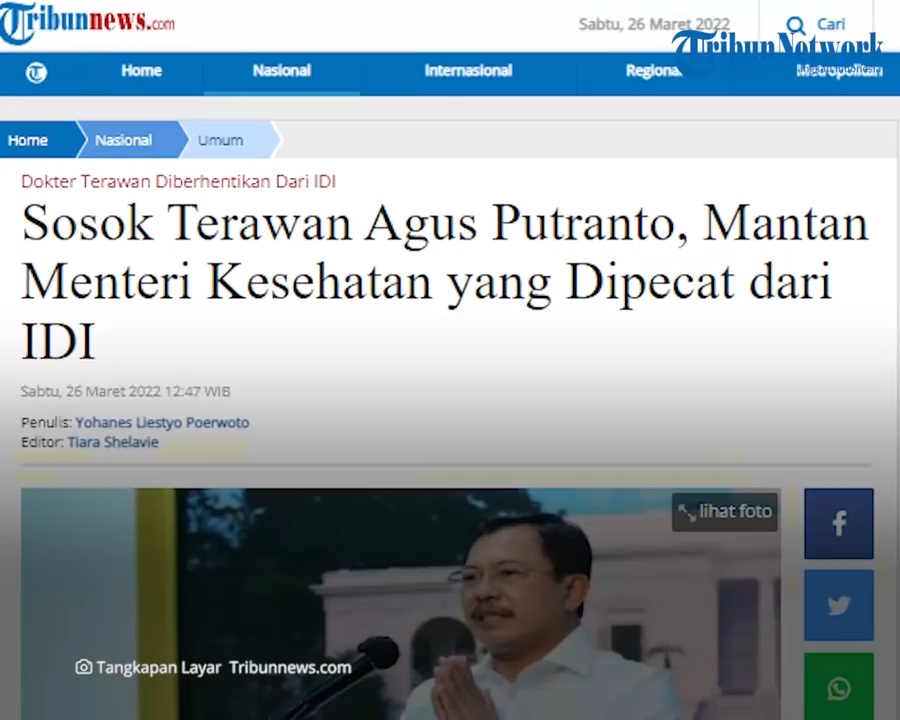 Tribunnews.com
Sabtu, 26 Maret 2022
Cari
TribunNetwork
Home
Nasional
Internasional
Regional
Metropolitan
Home
Nasional
Umum
Dokter Terawan Diberhentikan Dari IDI
Sosok Terawan Agus Putranto, Mantan
Menteri Kesehatan yang Dipecat dari
IDI
Sabtu, 26 Maret 2022 12:47 WIB
Penulis: Yohanes Liestyo Poerwoto
Editor: Tiara Shelavie
lihat foto
Tangkapan Layar Tribunnews.com